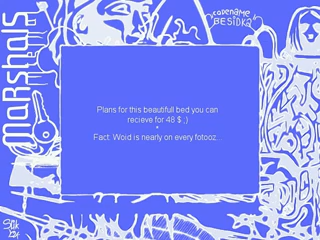 Marshals
CODENAME
BESIDKA
Plans for this beautifull bed you can
recieve for 48 $ ;)
*
Fact: Woid is nearly on every fotooz...